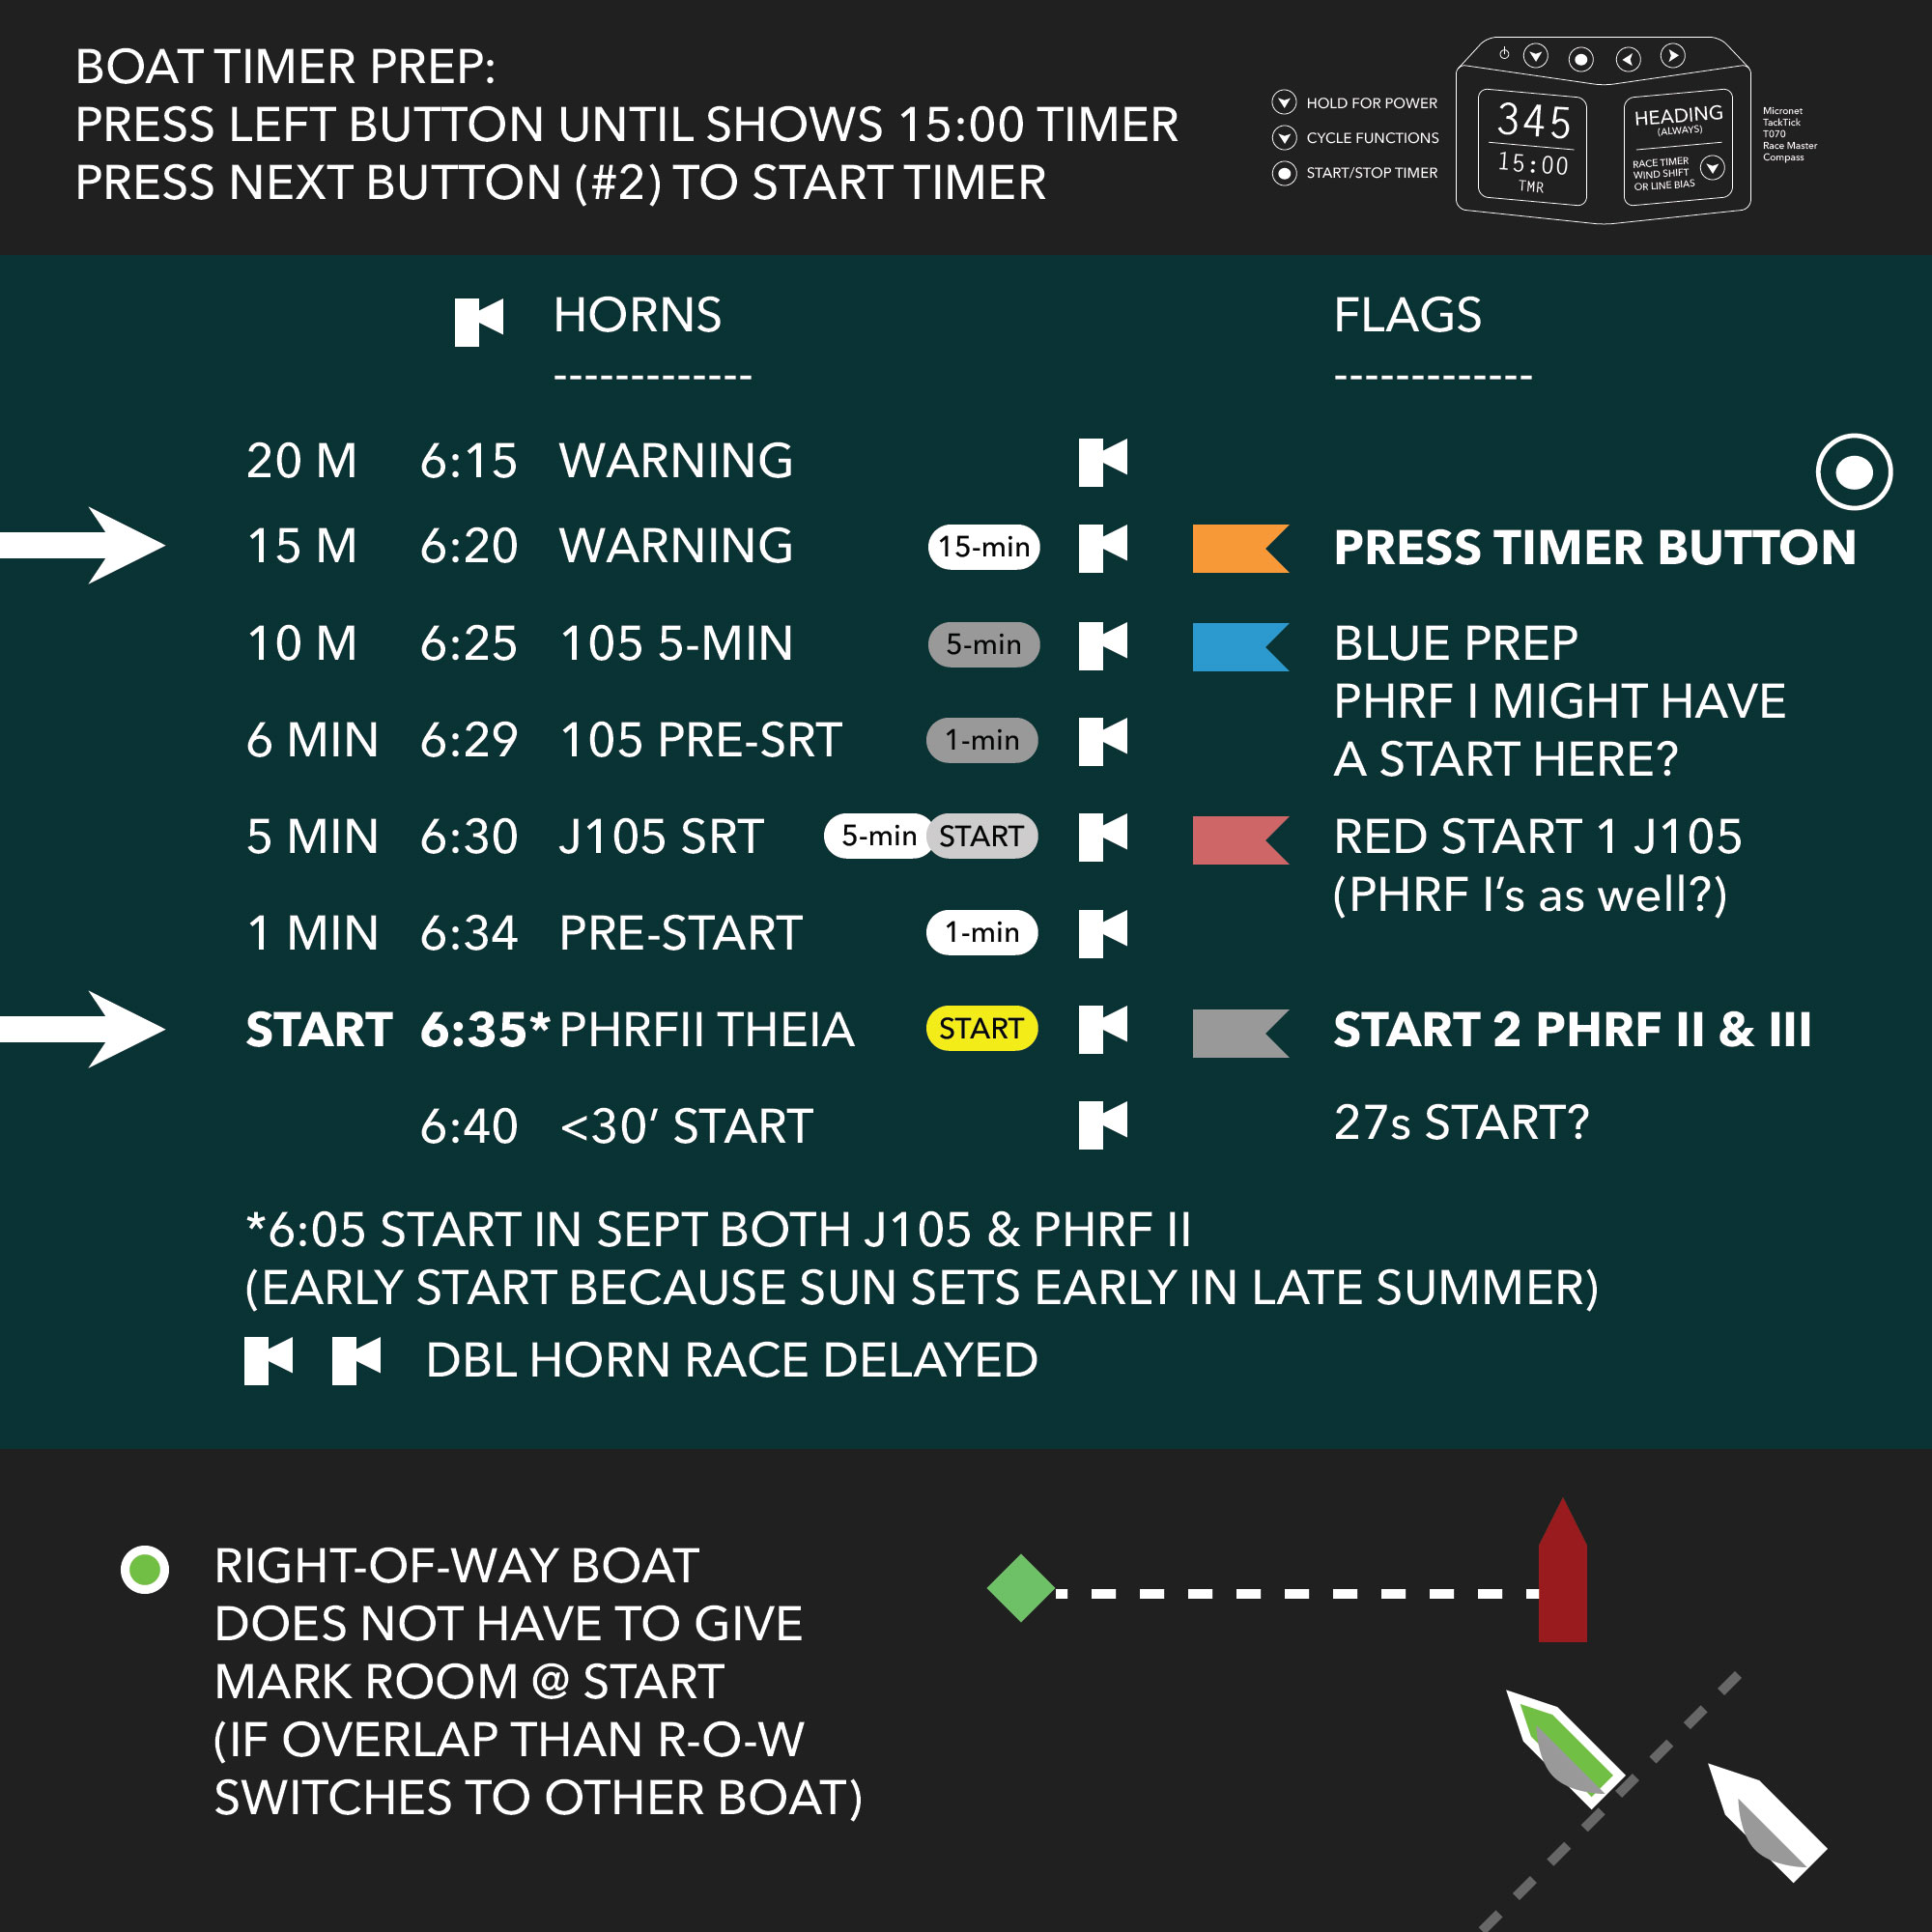 BOAT TIMER PREP:
PRESS LEFT BUTTON UNTIL SHOWS 15:00 TIMER
PRESS NEXT BUTTON (#2) TO START TIMER
HOLD FOR POWER
CYCLE FUNCTIONS
START/STOP TIMER
345
15:00
TMR
HEADING
(ALWAYS)
RACE TIMER
WIND SHIFT
OR LINE BIAS
Micronet
TackTick
T070
Race Master
Compass
HORNS FLAGS
------------- -------------
20 M 6:15 WARNING
15 M 6:20 WARNING 15-min PRESS TIMER BUTTON
10 M 6:25 105 5-MIN 5-min BLUE PREP
PHRF I MIGHT HAVE
6 MIN 6:29 105 PRE-SRT 1-min A START HERE?
5 MIN 6:30 J105 SRT 5-min START RED START 1 J105
(PHRF I's as well?)
1 MIN 6:34 PRE-START 1-min
START 6:35* PHRFII THEIA START START 2 PHRF II & III
6:40 <30' START 27s START?
*6:05 START IN SEPT BOTH J105 & PHRF II
(EARLY START BECAUSE SUN SETS EARLY IN LATE SUMMER)
DBL HORN RACE DELAYED
RIGHT-OF-WAY BOAT
DOES NOT HAVE TO GIVE
MARK ROOM @ START
(IF OVERLAP THAN R-O-W
SWITCHES TO OTHER BOAT)